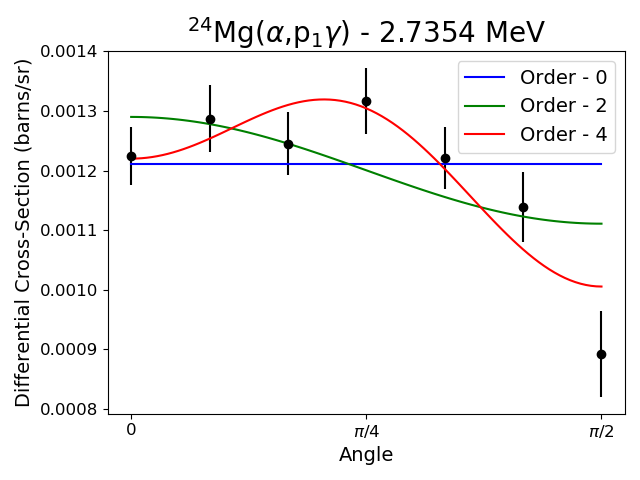 ²⁴Mg(α,p₁γ) - 2.7354 MeV
Order - 0
Order - 2
Order - 4
Differential Cross-Section (barns/sr)
0.0014
0.0013
0.0012
0.0011
0.0010
0.0009
0.0008
0 π/4 π/2
Angle